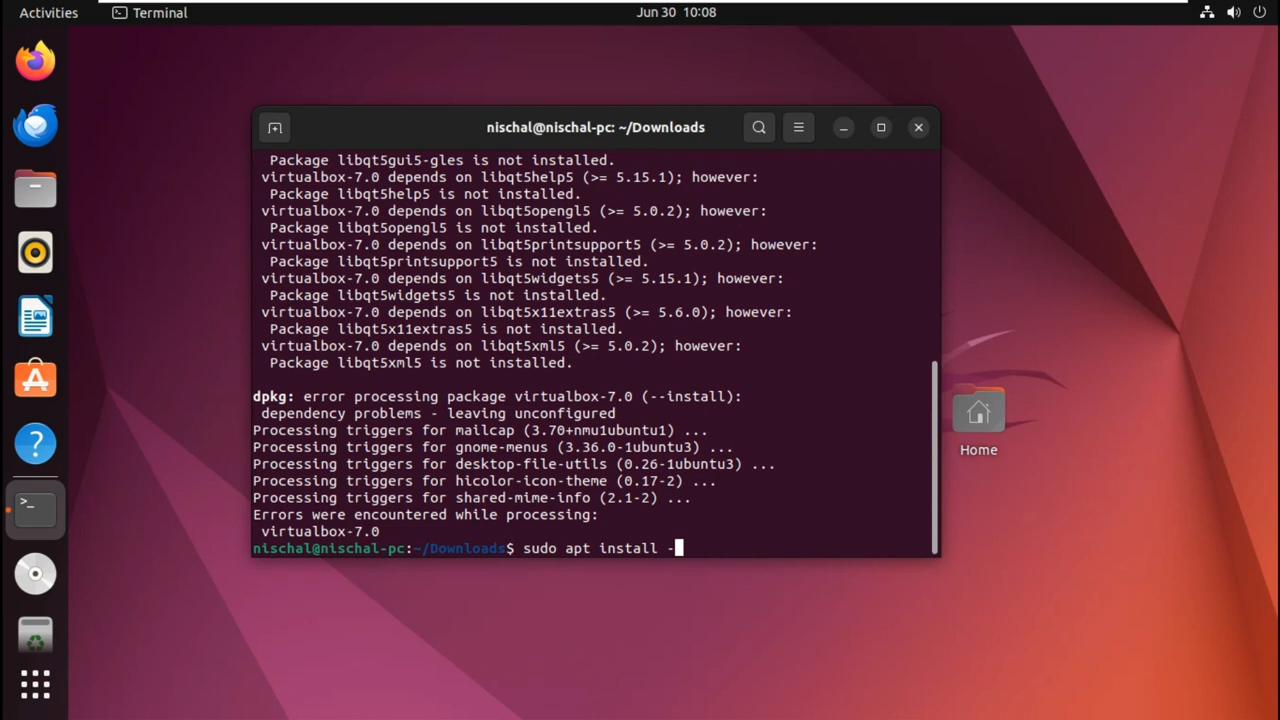 Activities
Terminal
Jun 30 10:08
nischal@nischal-pc: ~/Downloads
Package libqt5gui5-gles is not installed.
virtualbox-7.0 depends on libqt5help5 (>= 5.15.1); however:
Package libqt5help5 is not installed.
virtualbox-7.0 depends on libqt5opengl5 (>= 5.0.2); however:
Package libqt5opengl5 is not installed.
virtualbox-7.0 depends on libqt5printsupport5 (>= 5.0.2); however:
Package libqt5printsupport5 is not installed.
virtualbox-7.0 depends on libqt5widgets5 (>= 5.15.1); however:
Package libqt5widgets5 is not installed.
virtualbox-7.0 depends on libqt5x11extras5 (>= 5.6.0); however:
Package libqt5x11extras5 is not installed.
virtualbox-7.0 depends on libqt5xml5 (>= 5.0.2); however:
Package libqt5xml5 is not installed.
dpkg: error processing package virtualbox-7.0 (--install):
dependency problems - leaving unconfigured
Processing triggers for mailcap (3.70+nmu1ubuntu1) ...
Processing triggers for gnome-menus (3.36.0-1ubuntu3) ...
Processing triggers for desktop-file-utils (0.26-1ubuntu3) ...
Processing triggers for hicolor-icon-theme (0.17-2) ...
Processing triggers for shared-mime-info (2.1-2) ...
Errors were encountered while processing:
virtualbox-7.0
nischal@nischal-pc:~/Downloads$ sudo apt install -
Home